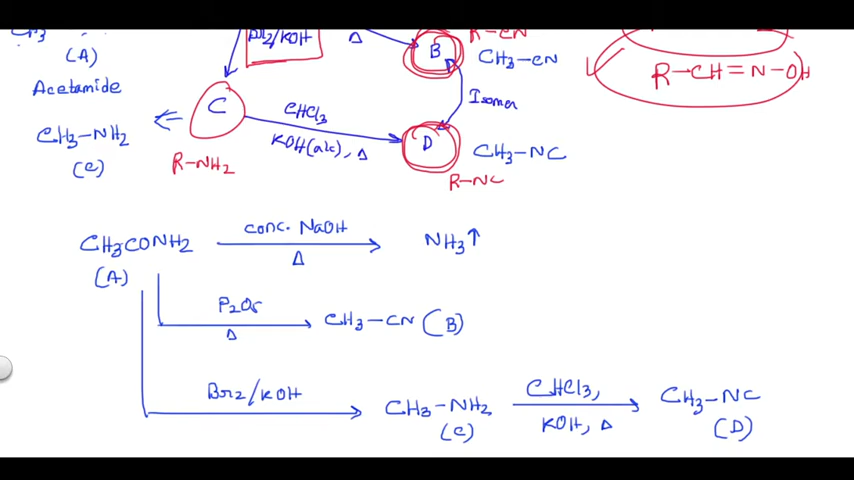 R-CN
Br2/KOH
Δ
(A)
B
CH3-CN
R-CH=N-OH
Acetamide
C
CHCl3
Isomer
CH3-NH2
KOH(alc), Δ
D
CH3-NC
(C)
R-NH2
R-NC
CH3CONH2
conc. NaOH
NH3↑
(A)
Δ
P2O5
Δ
CH3-CN (B)
Br2/KOH
CH3-NH2
CHCl3,
CH3-NC
(C)
KOH, Δ
(D)